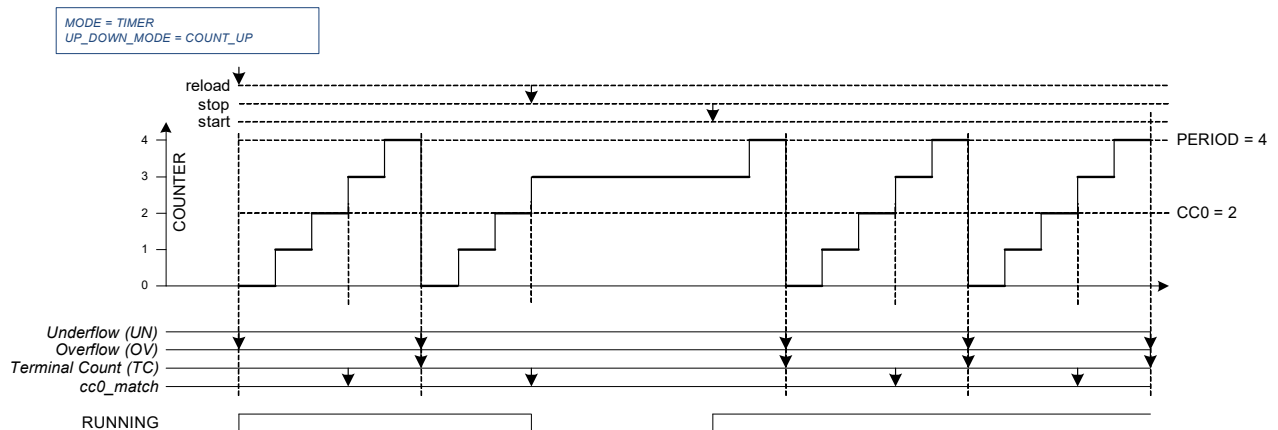 MODE = TIMER
UP_DOWN_MODE = COUNT_UP
reload
stop
start
4
PERIOD = 4
3
2
CC0 = 2
1
0
COUNTER
Underflow (UN)
Overflow (OV)
Terminal Count (TC)
cc0_match
RUNNING